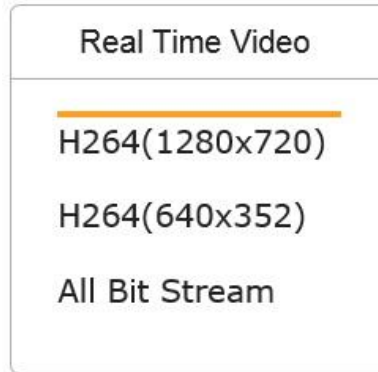 Real Time Video
H264(1280x720)
H264(640x352)
All Bit Stream